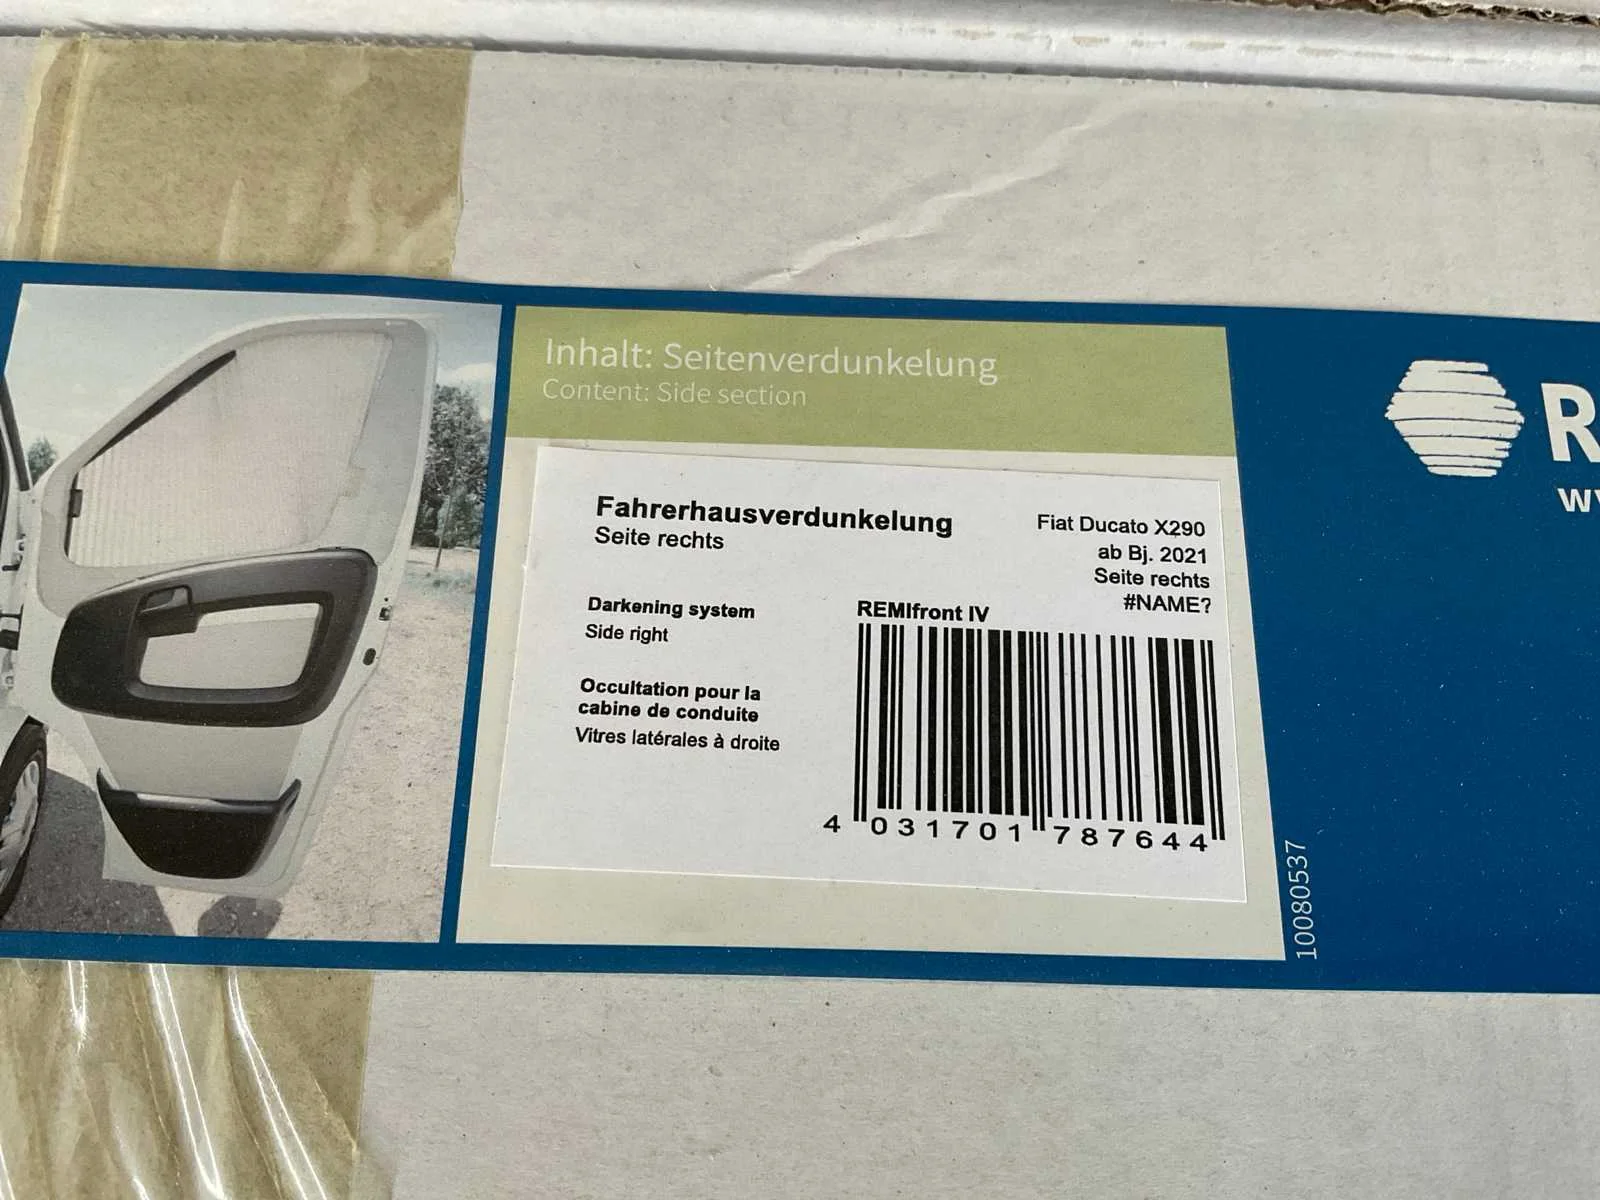 Inhalt: Seitenverdunkelung
Content: Side section
Fahrerhausverdunkelung
Seite rechts
Fiat Ducato X290
ab Bj. 2021
Seite rechts
#NAME?
Darkening system
Side right
REMIfront IV
Occultation pour la
cabine de conduite
Vitres latérales à droite
4 031701 787644
10080537
R